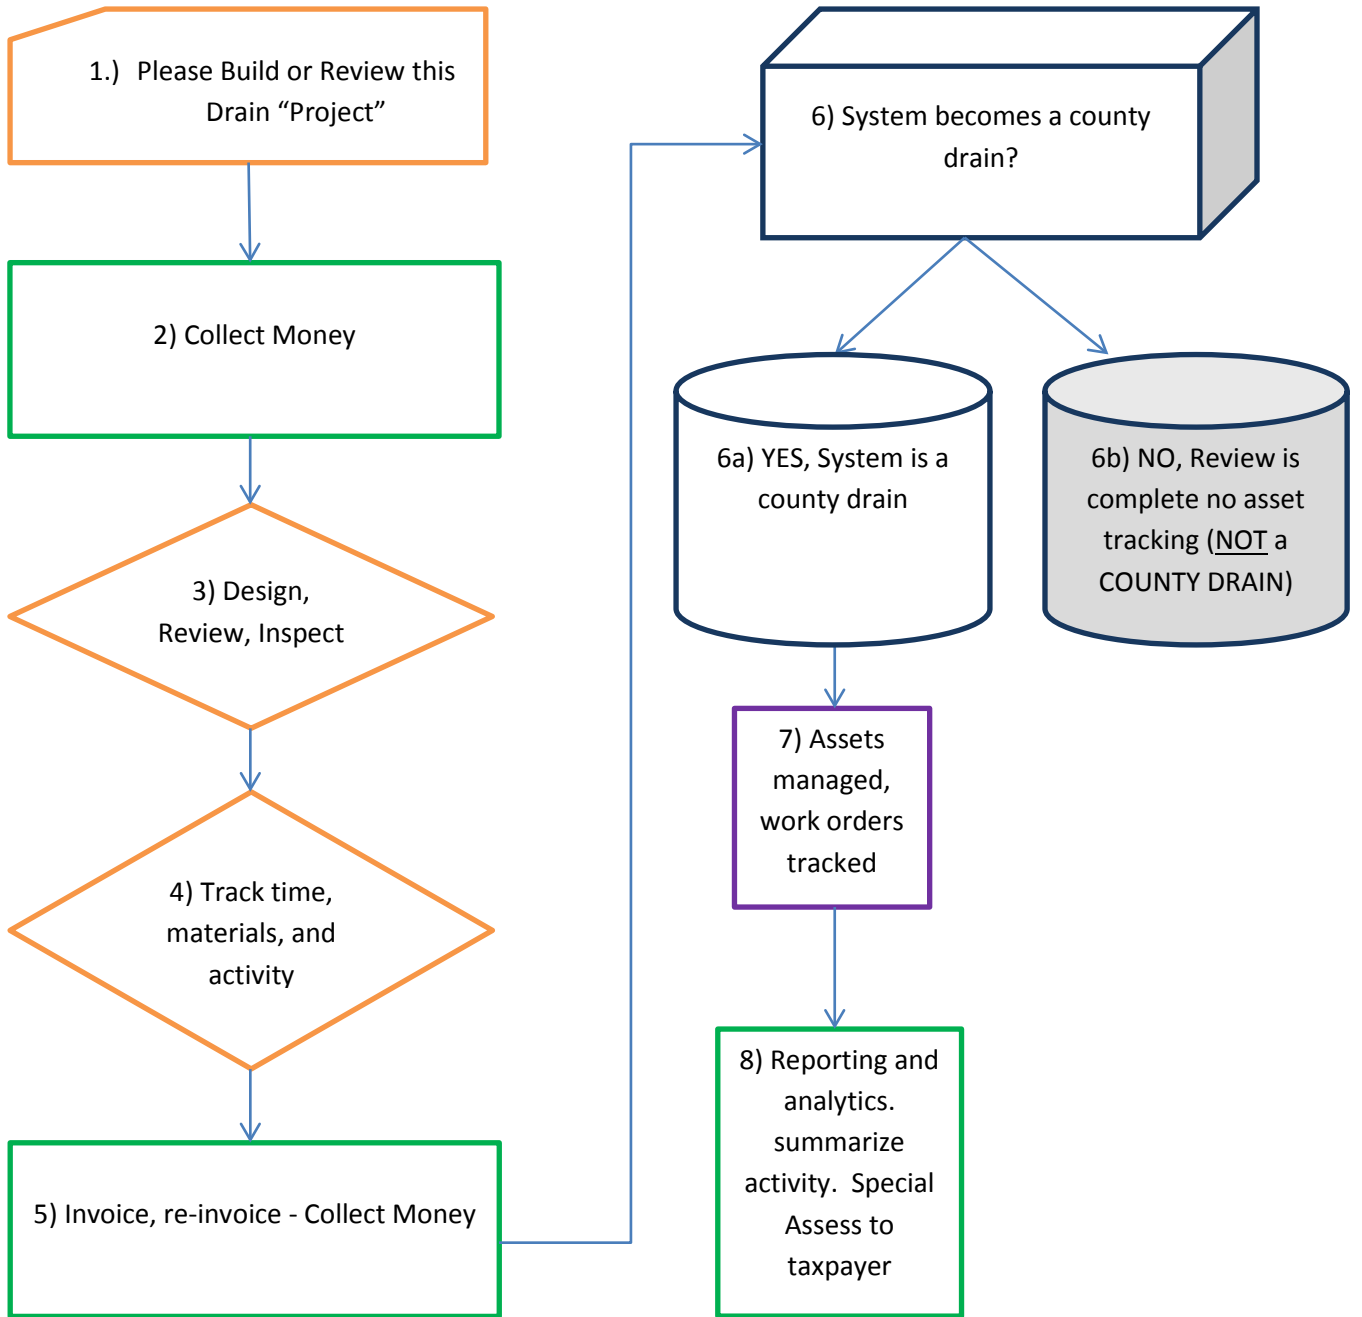 1.) Please Build or Review this
Drain “Project”
2) Collect Money
3) Design,
Review, Inspect
4) Track time,
materials, and
activity
5) Invoice, re-invoice - Collect Money
6) System becomes a county
drain?
6a) YES, System is a
county drain
6b) NO, Review is
complete no asset
tracking (NOT a
COUNTY DRAIN)
7) Assets
managed,
work orders
tracked
8) Reporting and
analytics.
summarize
activity.  Special
Assess to
taxpayer